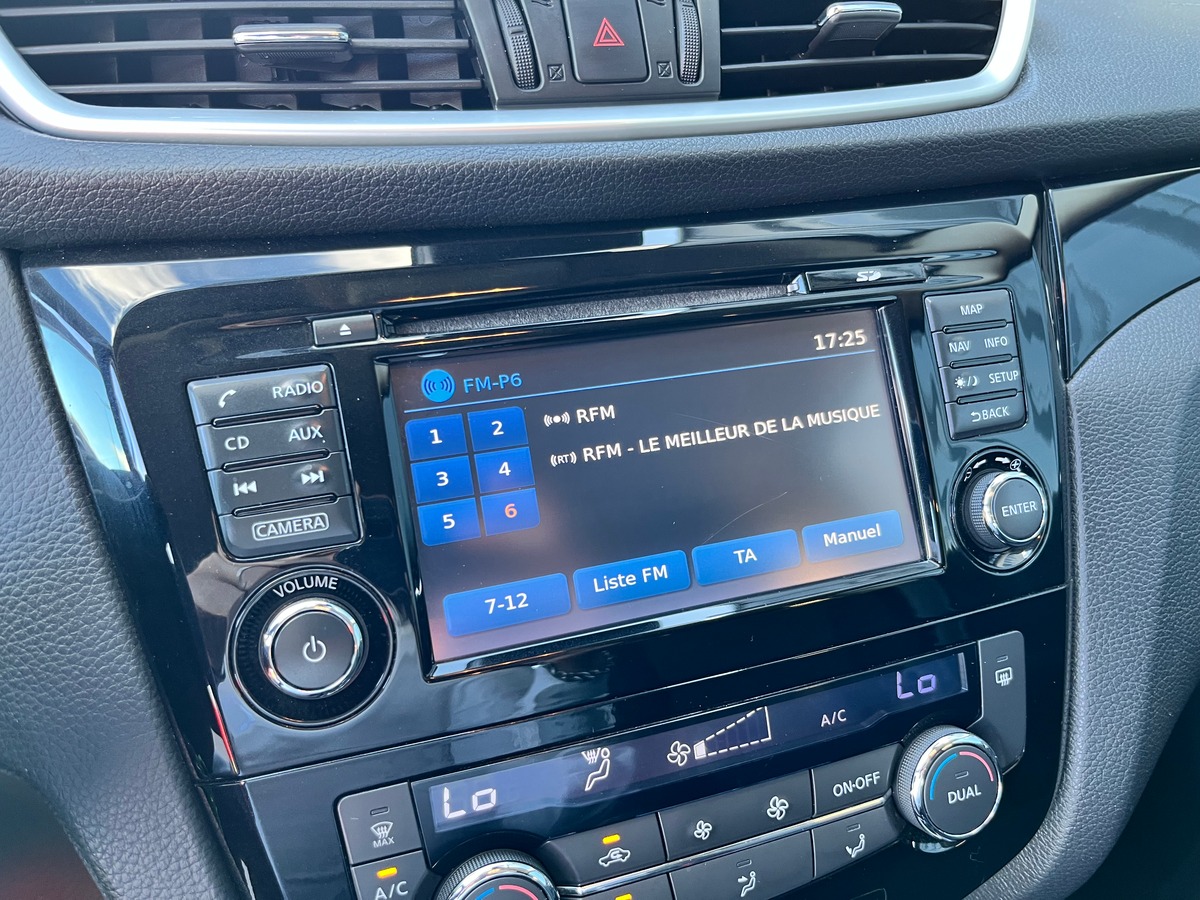 SD
MAP
NAV INFO
SETUP
BACK
ENTER
RADIO
CD AUX
CAMERA
VOLUME
17:25
FM-P6
1 2
3 4
5 6
RFM
RT RFM - LE MEILLEUR DE LA MUSIQUE
7-12 Liste FM TA Manuel
Lo A/C Lo
MAX
A/C
ON·OFF
DUAL